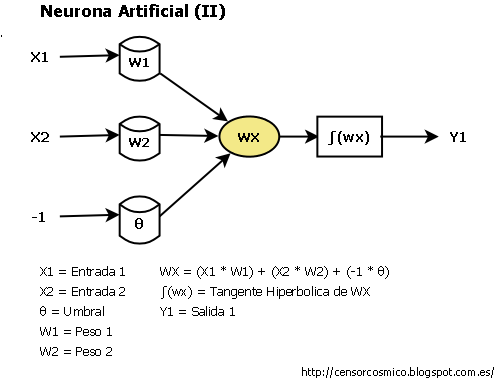 Neurona Artificial (II)
X1
W1
X2
W2
WX
∫(wx)
Y1
-1
θ
X1 = Entrada 1
WX = (X1 * W1) + (X2 * W2) + (-1 * θ)
X2 = Entrada 2
∫(wx) = Tangente Hiperbolica de WX
θ = Umbral
Y1 = Salida 1
W1 = Peso 1
W2 = Peso 2
http://censorcosmico.blogspot.com.es/